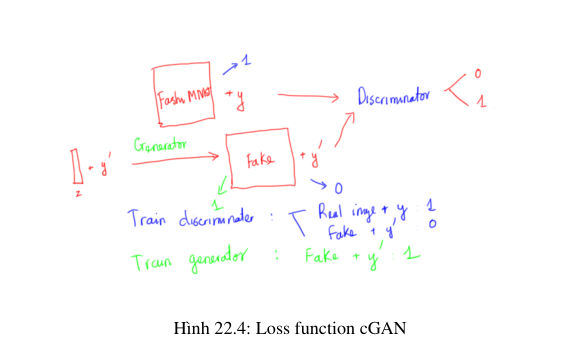 1
Fashi MNIST + y
Discriminator
0
1
Generator
z + y'
Fake + y'
1
0
Train discriminator : Real image + y 1
Fake + y' 0
Train generator : Fake + y' : 1
Hình 22.4: Loss function cGAN